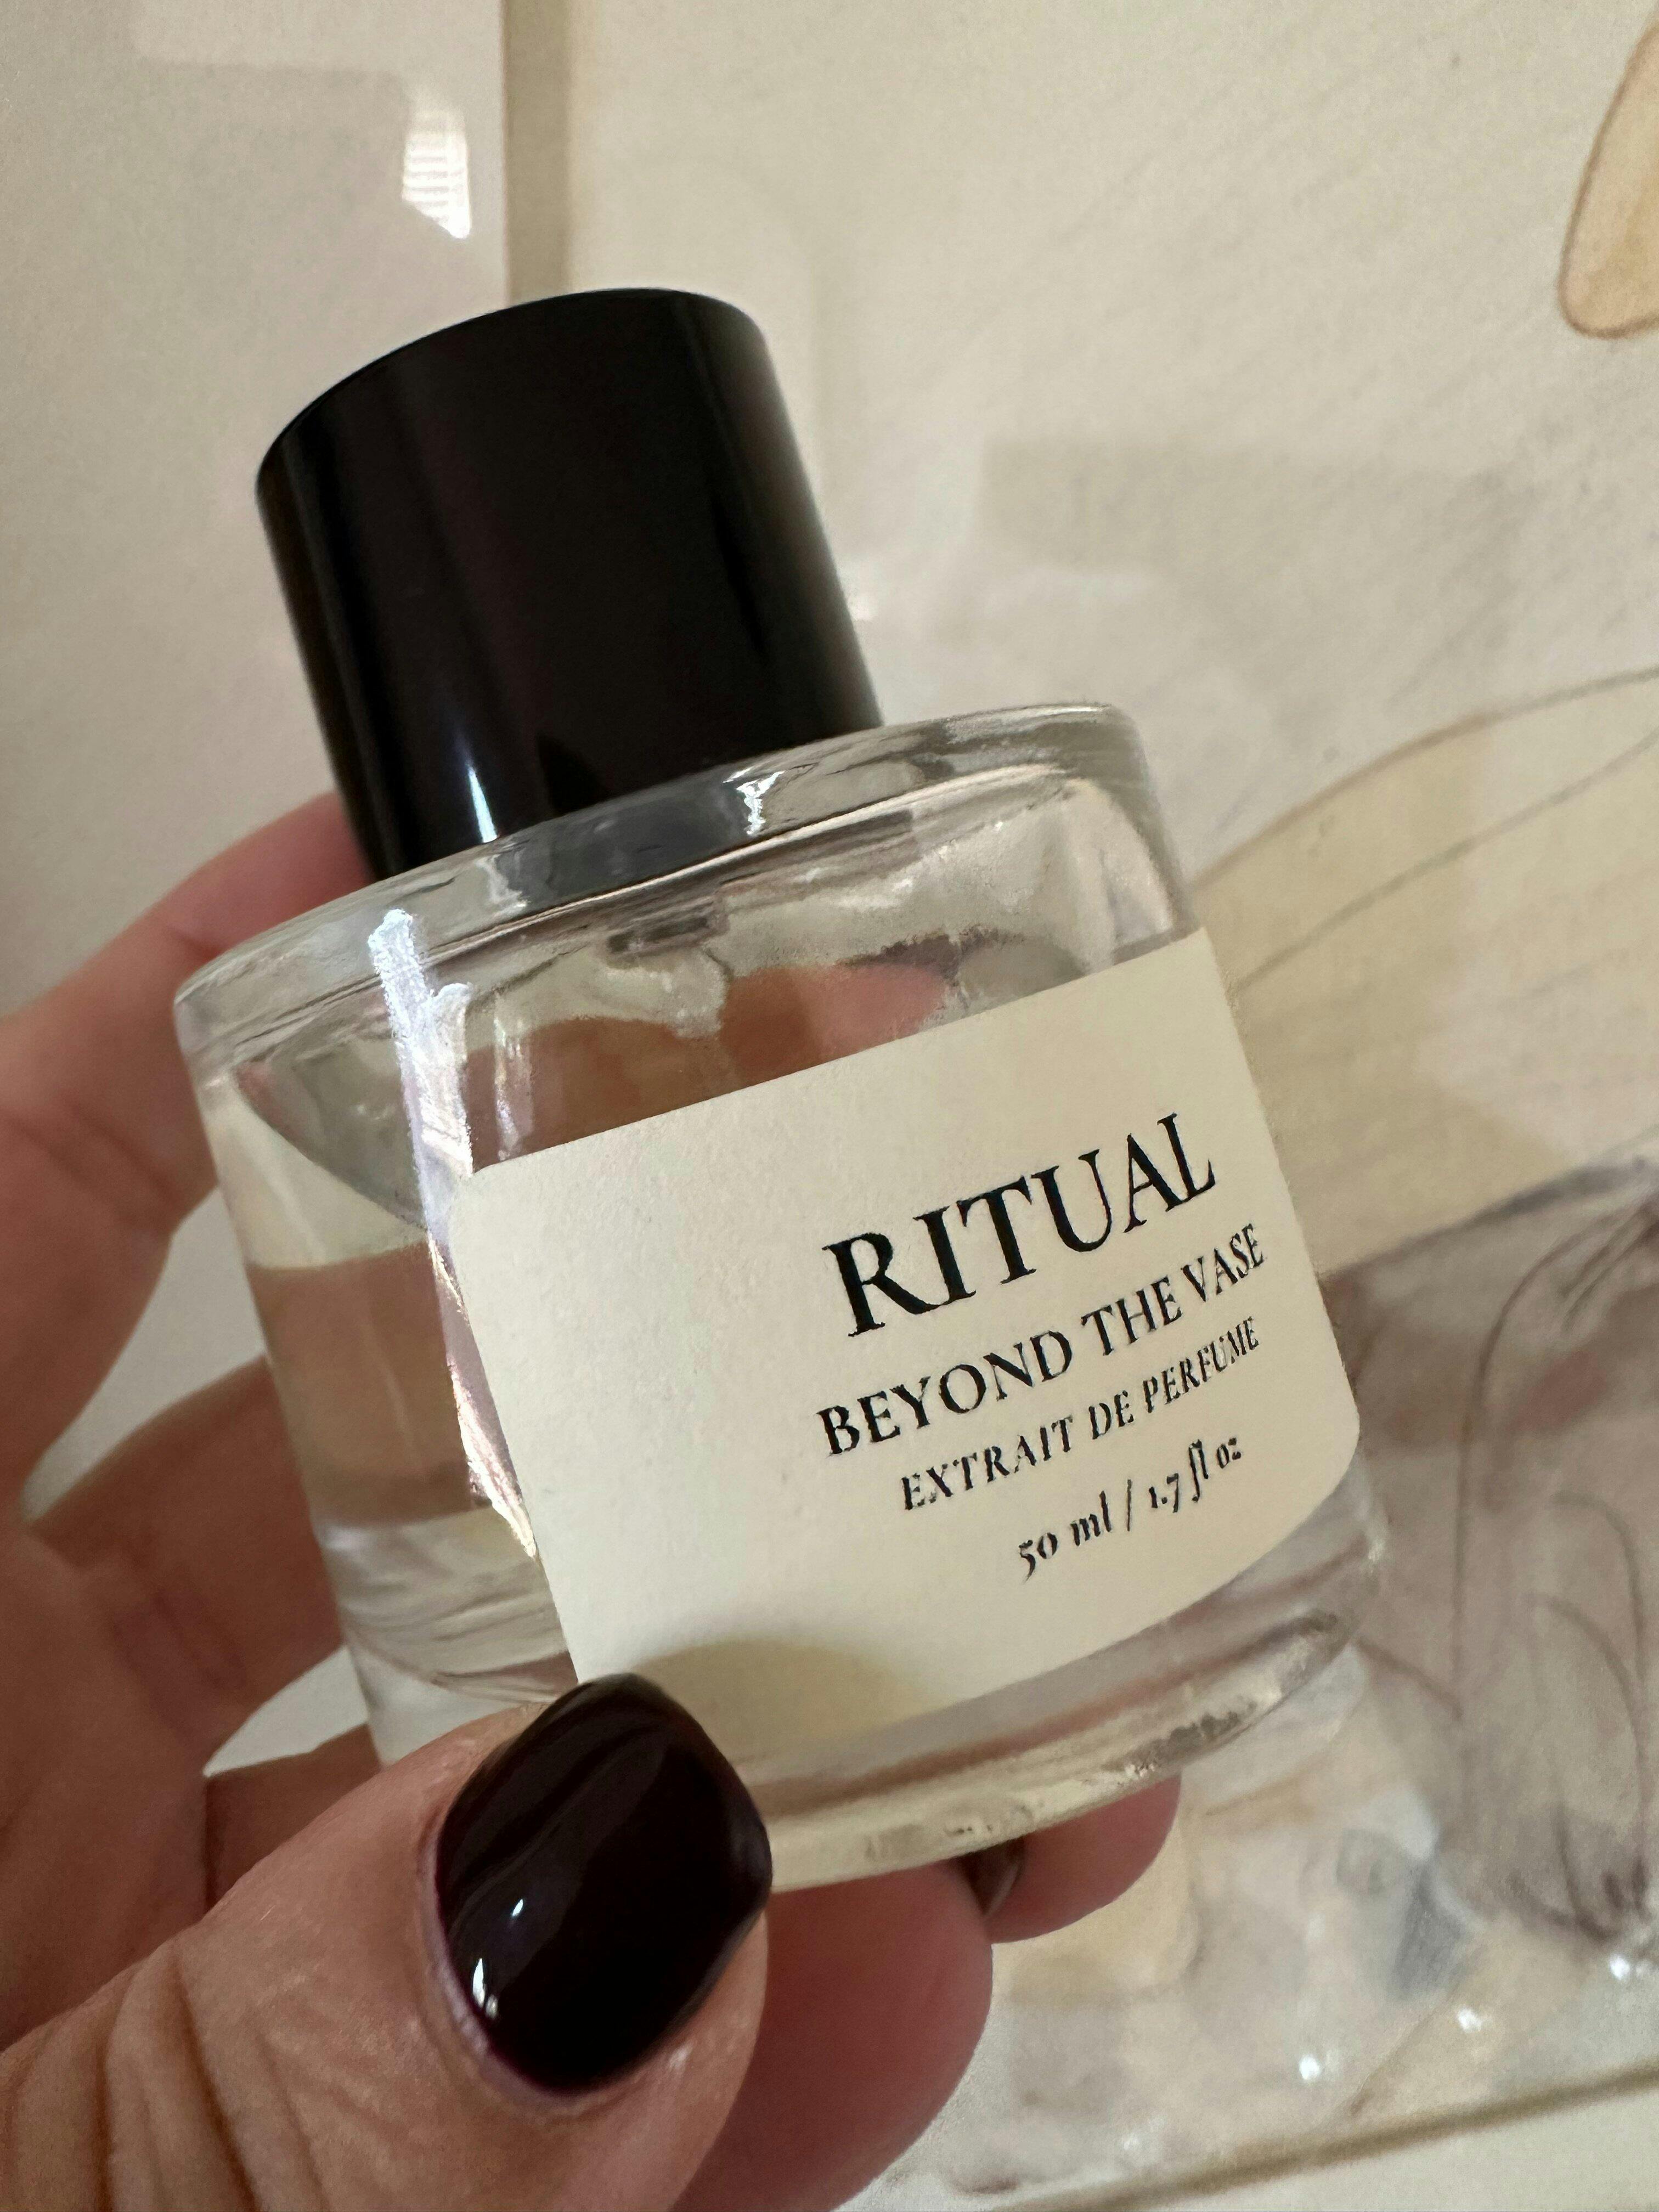 RITUAL
BEYOND THE VASE
EXTRAIT DE PERFUME
50 ml / 1.7 fl oz